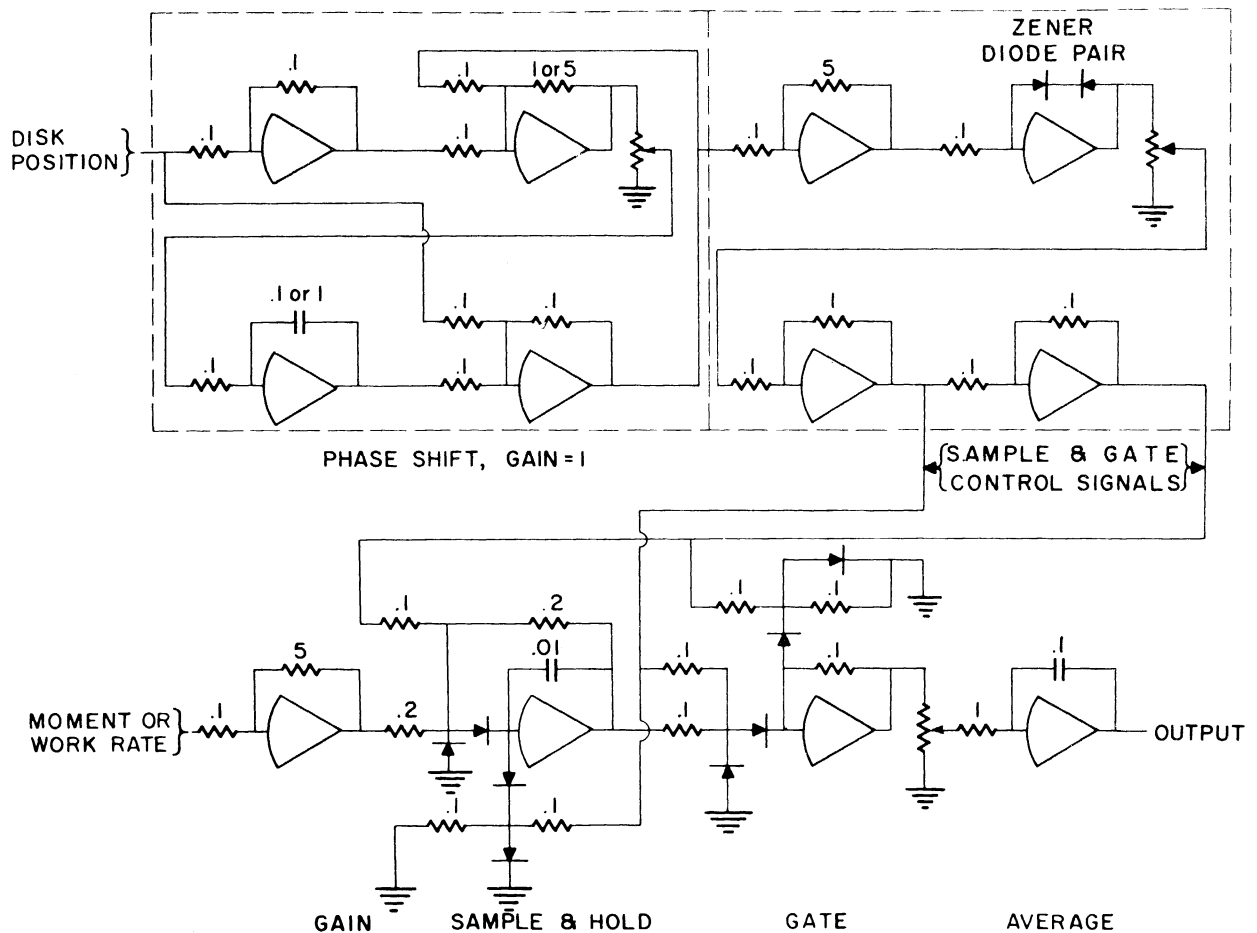 ZENER
DIODE PAIR
.1
.1
1 or 5
5
DISK
POSITION
.1
.1
.1
.1
.1 or 1
.1
.1
.1
.1
.1
.1
.1
.1
.1
PHASE SHIFT, GAIN = 1
SAMPLE & GATE
CONTROL SIGNALS
.1
.2
.1
.1
5
.01
.1
.1
.1
MOMENT OR
WORK RATE
.1
.2
.1
.1
OUTPUT
.1
.1
GAIN
SAMPLE & HOLD
GATE
AVERAGE